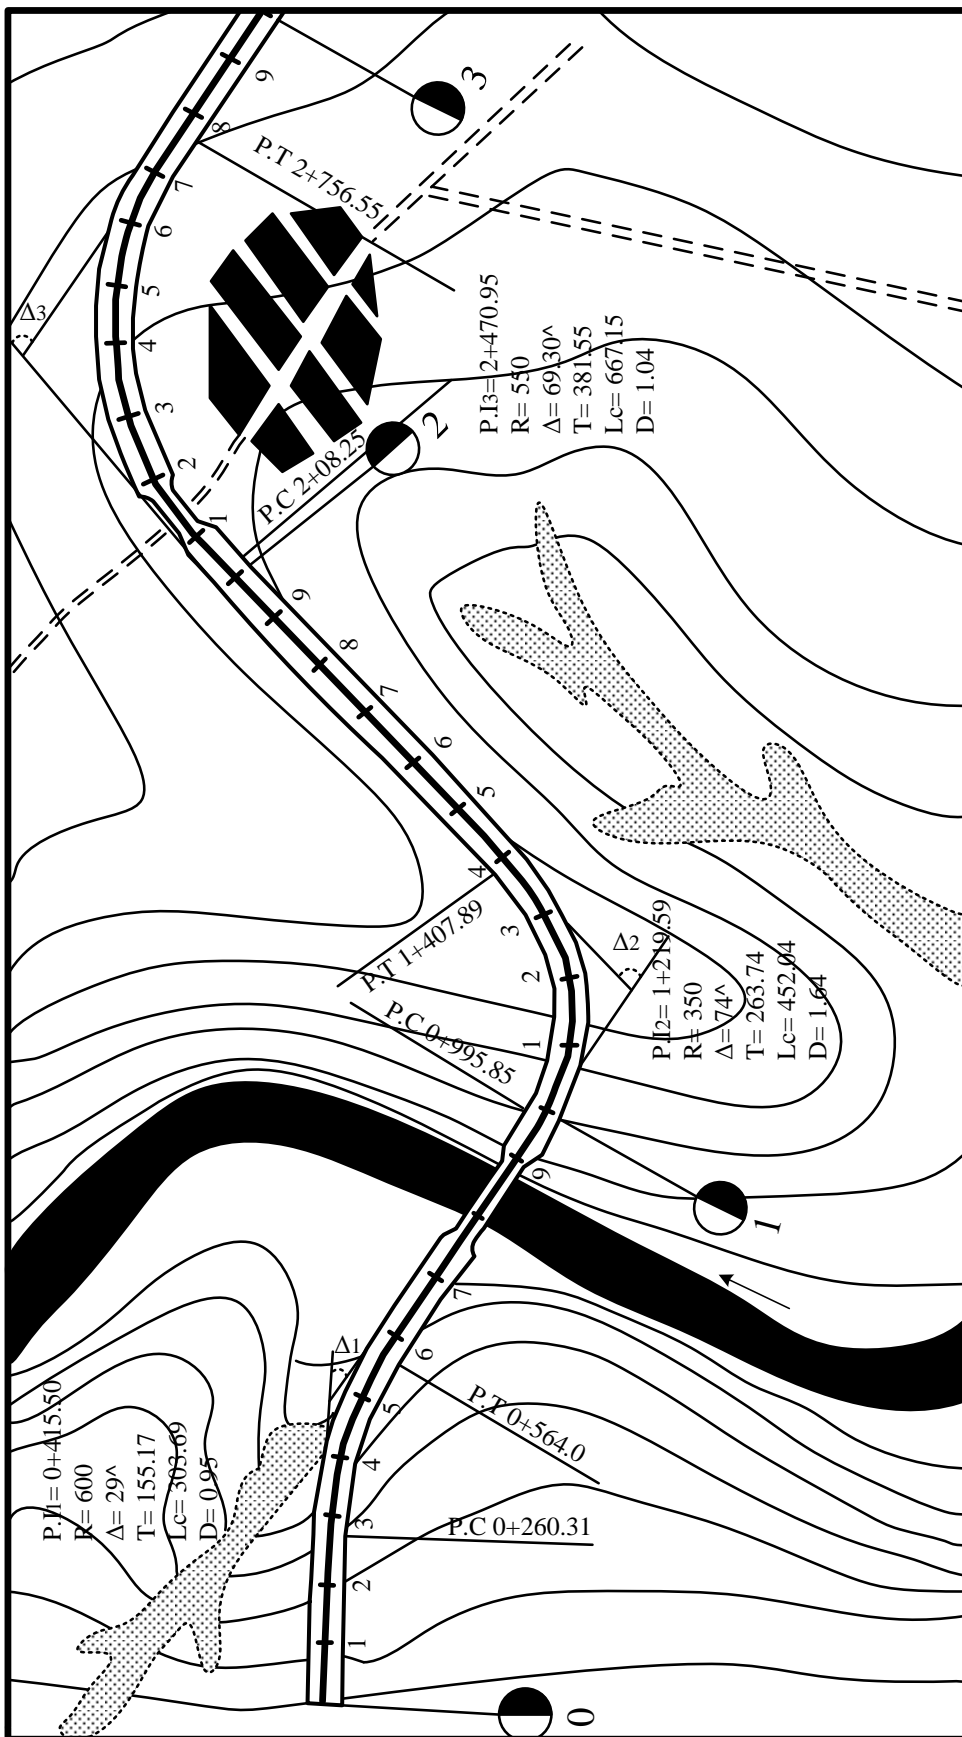 3
9
8
P.T 2+756.55
7
6
5
Δ3
4
P.I3= 2+470.95
R= 550
Δ= 69.30^
T= 381.55
Lc= 667.15
D= 1.04
3
2
2
P.C 2+08.25
1
9
8
7
6
5
4
P.T 1+407.89
3
Δ2
2
P.I2= 1+219.59
R= 350
Δ= 74^
T= 263.74
Lc= 452.04
D= 1.64
1
P.C 0+995.85
9
1
7
6
Δ1
P.I1= 0+415.50
R= 600
Δ= 29^
T= 155.17
Lc= 303.69
D= 0.95
5
P.T 0+564.0
4
3
P.C 0+260.31
2
1
0